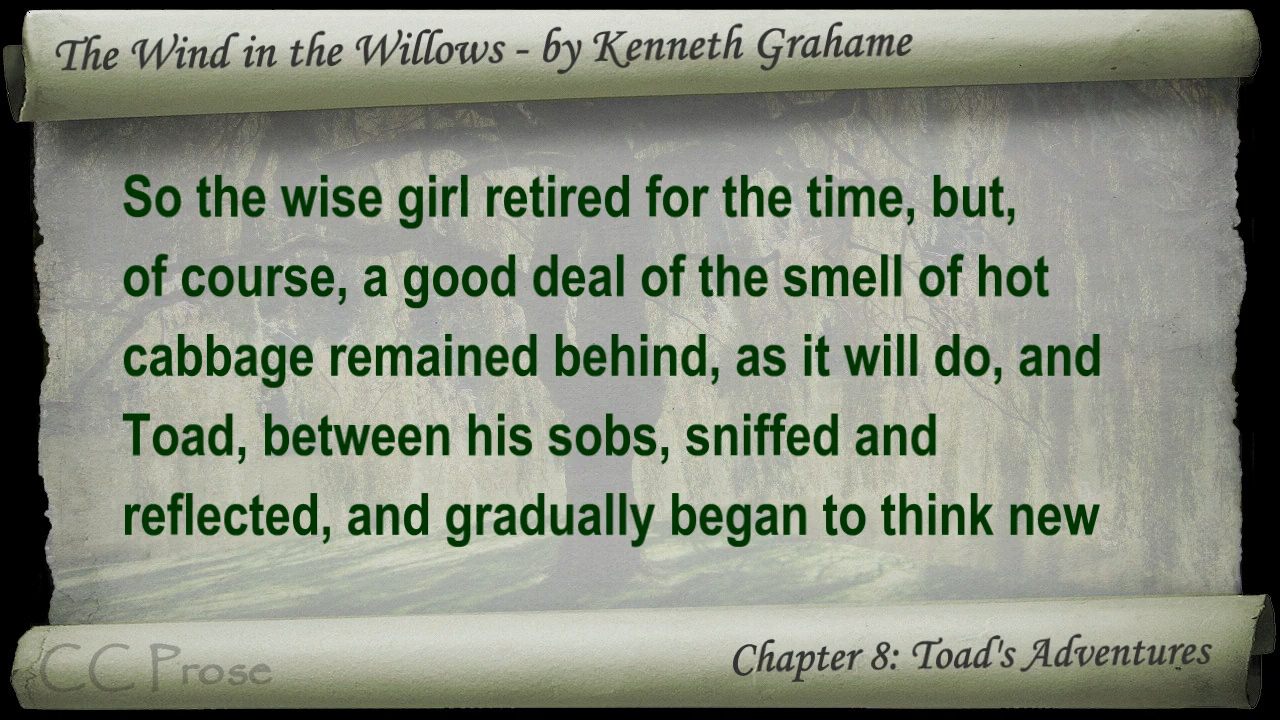 The Wind in the Willows - by Kenneth Grahame
So the wise girl retired for the time, but,
of course, a good deal of the smell of hot
cabbage remained behind, as it will do, and
Toad, between his sobs, sniffed and
reflected, and gradually began to think new
CC Prose
Chapter 8: Toad's Adventures